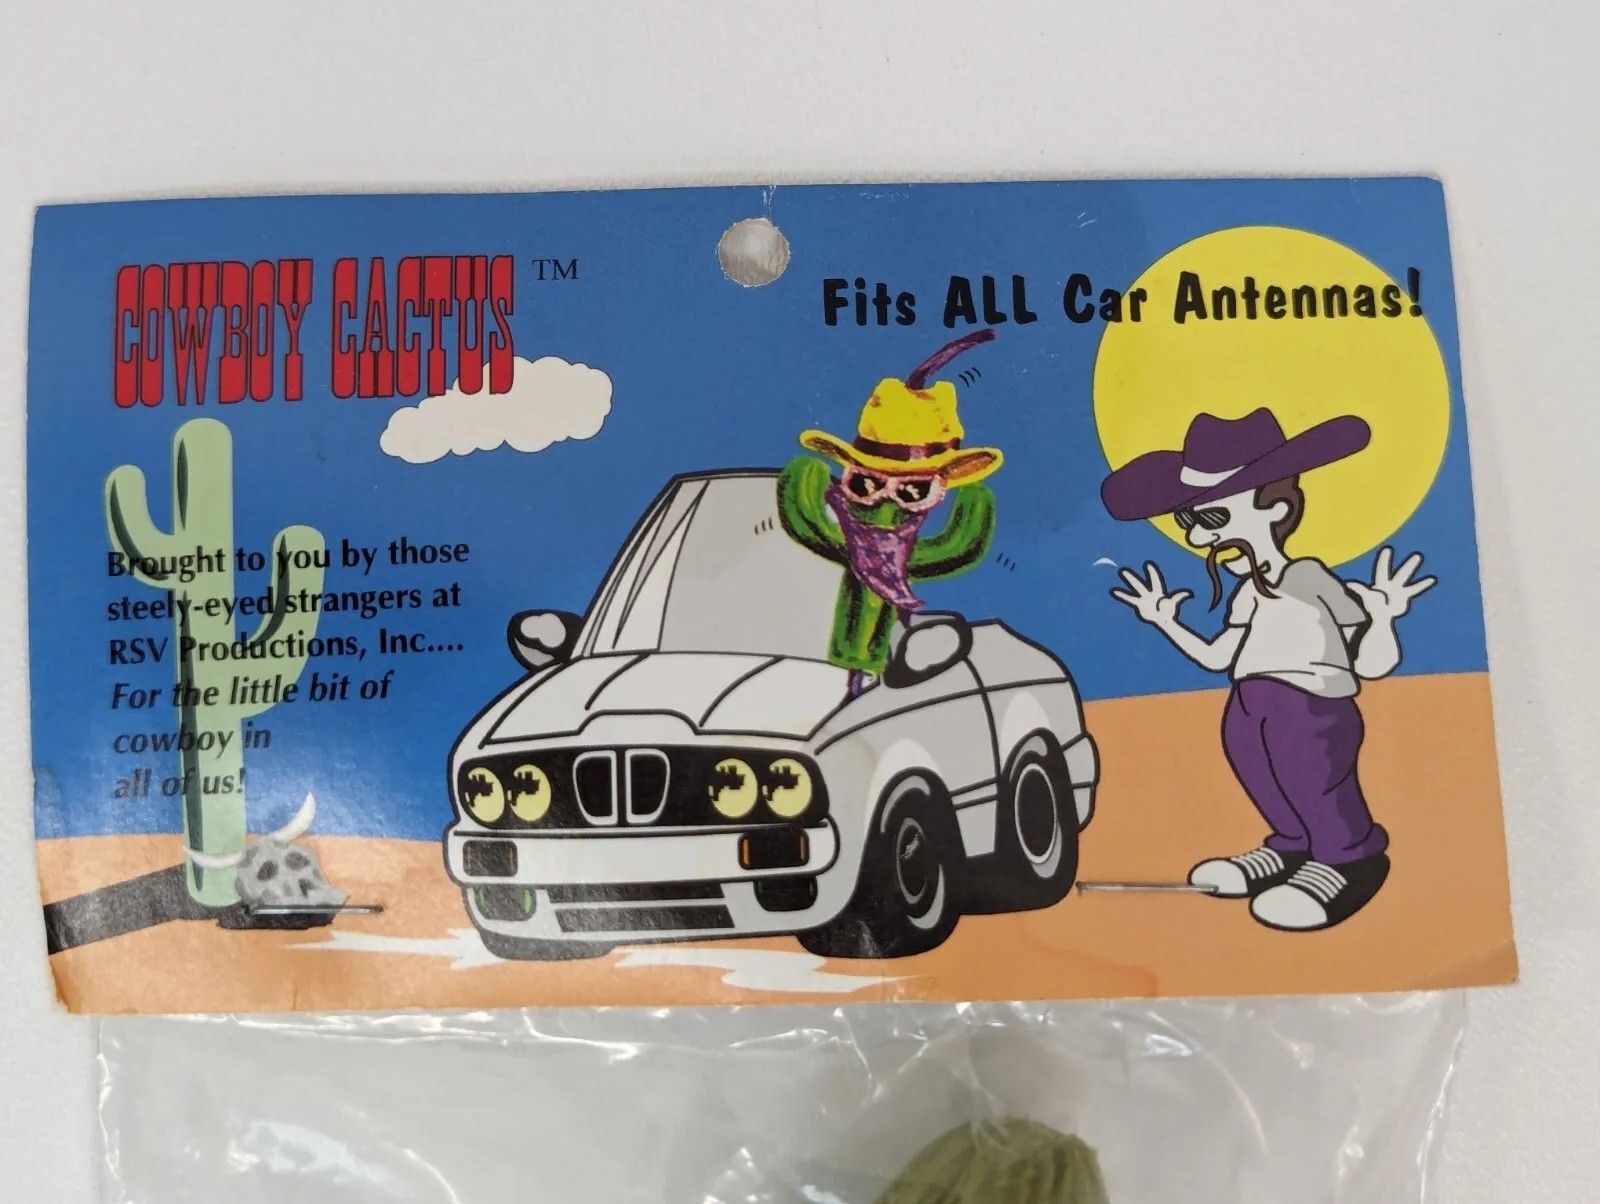 COWBOY CACTUS ™
Fits ALL Car Antennas!
Brought to you by those
steely-eyed strangers at
RSV Productions, Inc....
For the little bit of
cowboy in
all of us!